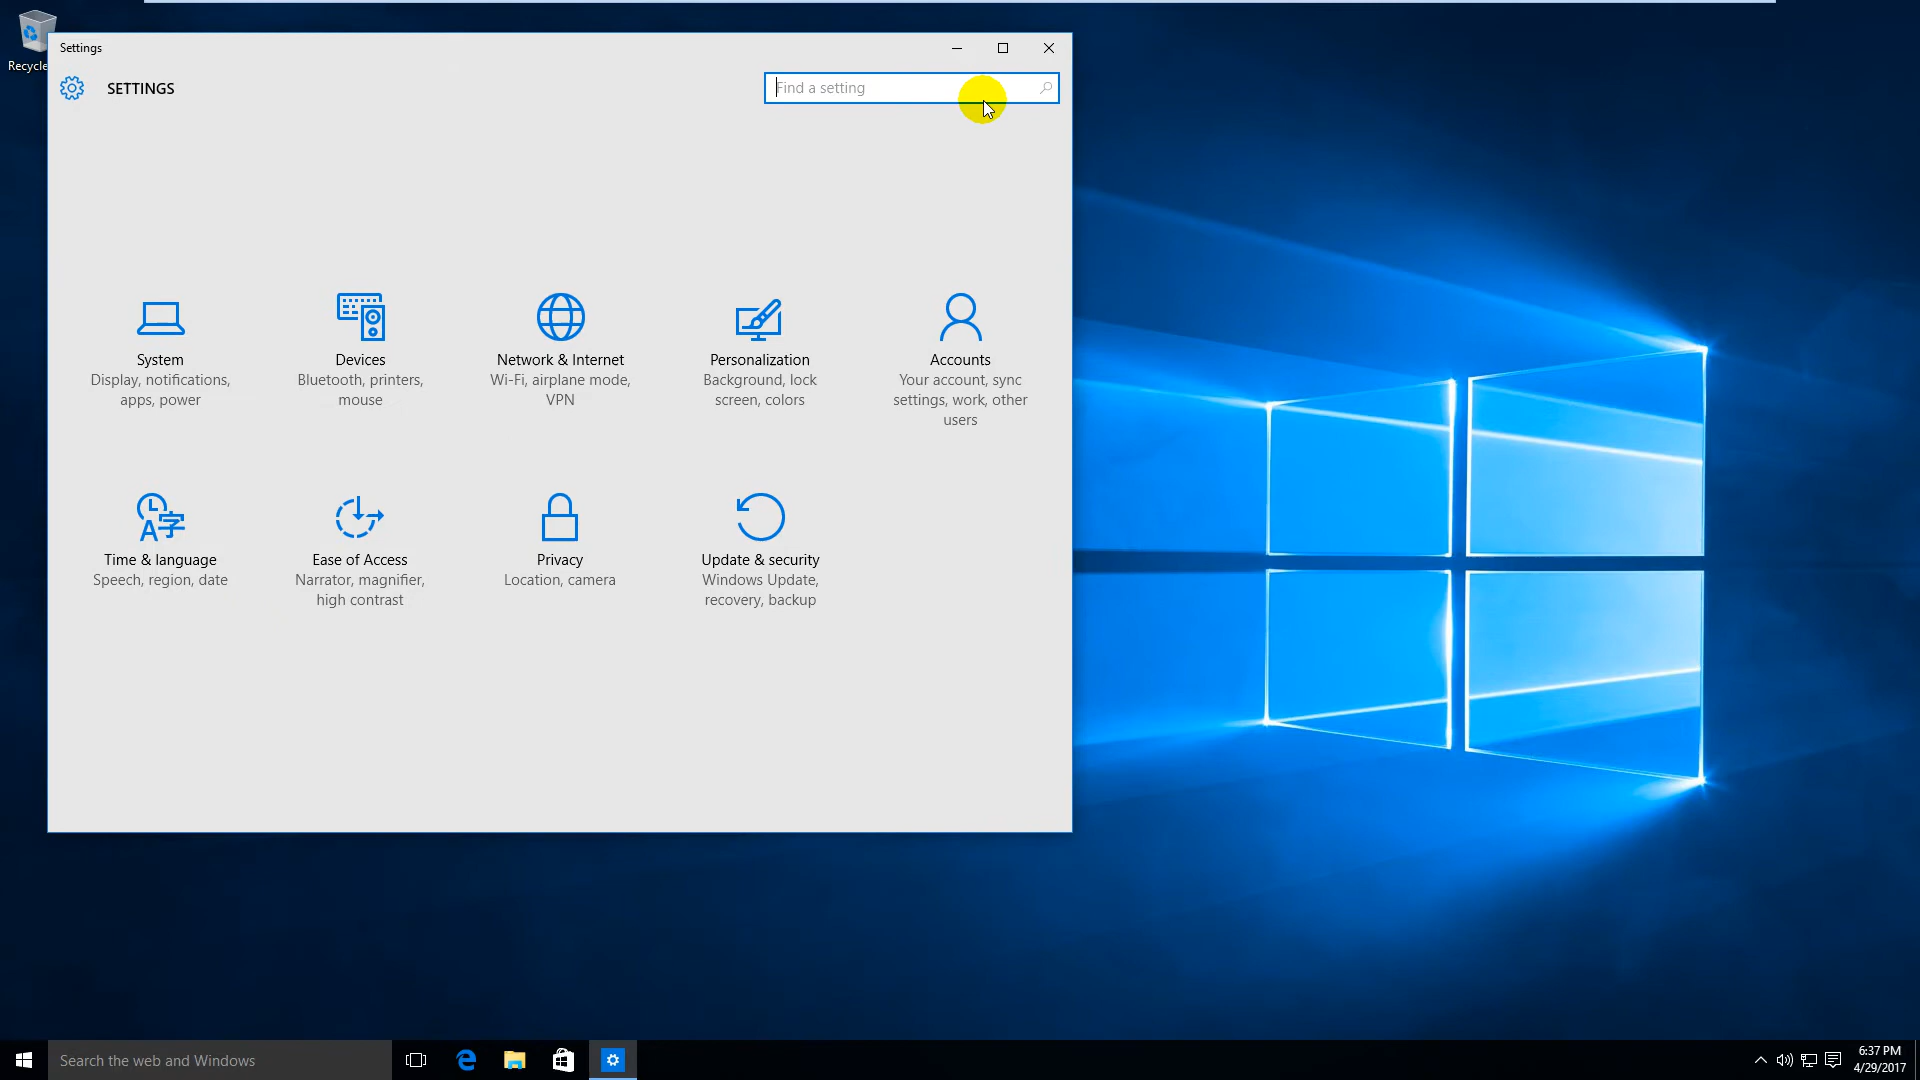 Recycle
Settings
SETTINGS
Find a setting
System
Display, notifications,
apps, power
Devices
Bluetooth, printers,
mouse
Network & Internet
Wi-Fi, airplane mode,
VPN
Personalization
Background, lock
screen, colors
Accounts
Your account, sync
settings, work, other
users
A字
Time & language
Speech, region, date
Ease of Access
Narrator, magnifier,
high contrast
Privacy
Location, camera
Update & security
Windows Update,
recovery, backup
Search the web and Windows
6:37 PM
4/29/2017